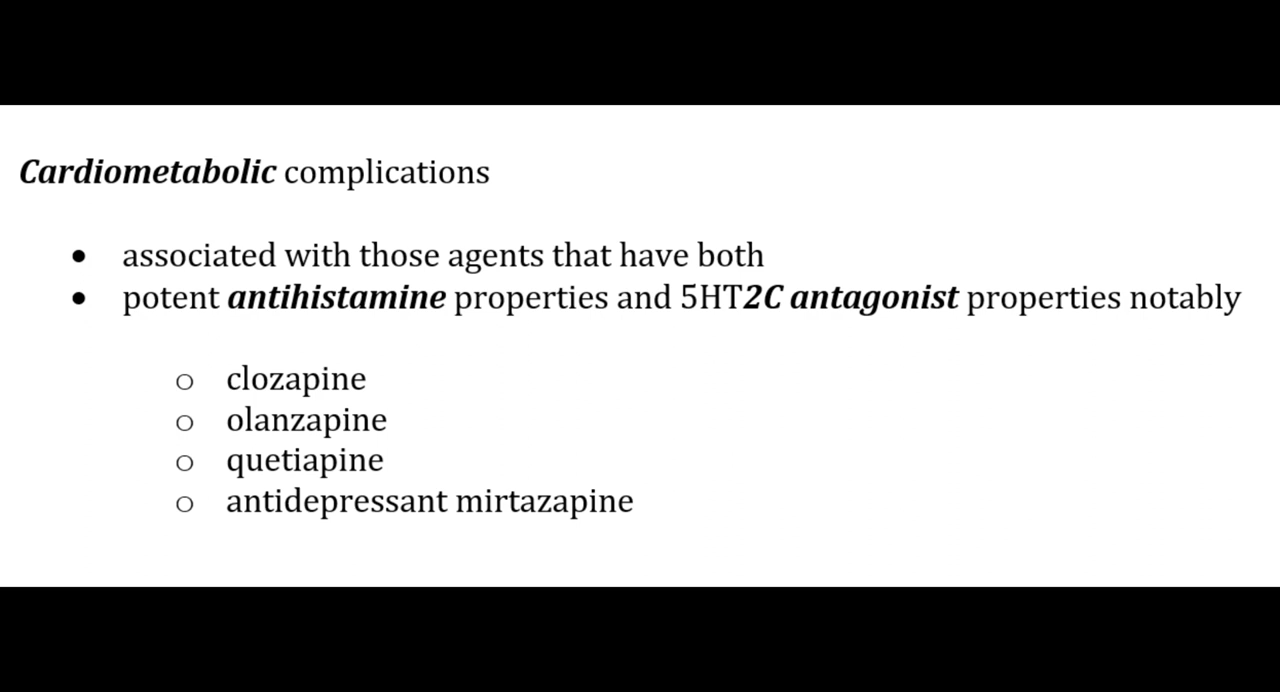 Cardiometabolic complications
• associated with those agents that have both
• potent antihistamine properties and 5HT2C antagonist properties notably
o clozapine
o olanzapine
o quetiapine
o antidepressant mirtazapine